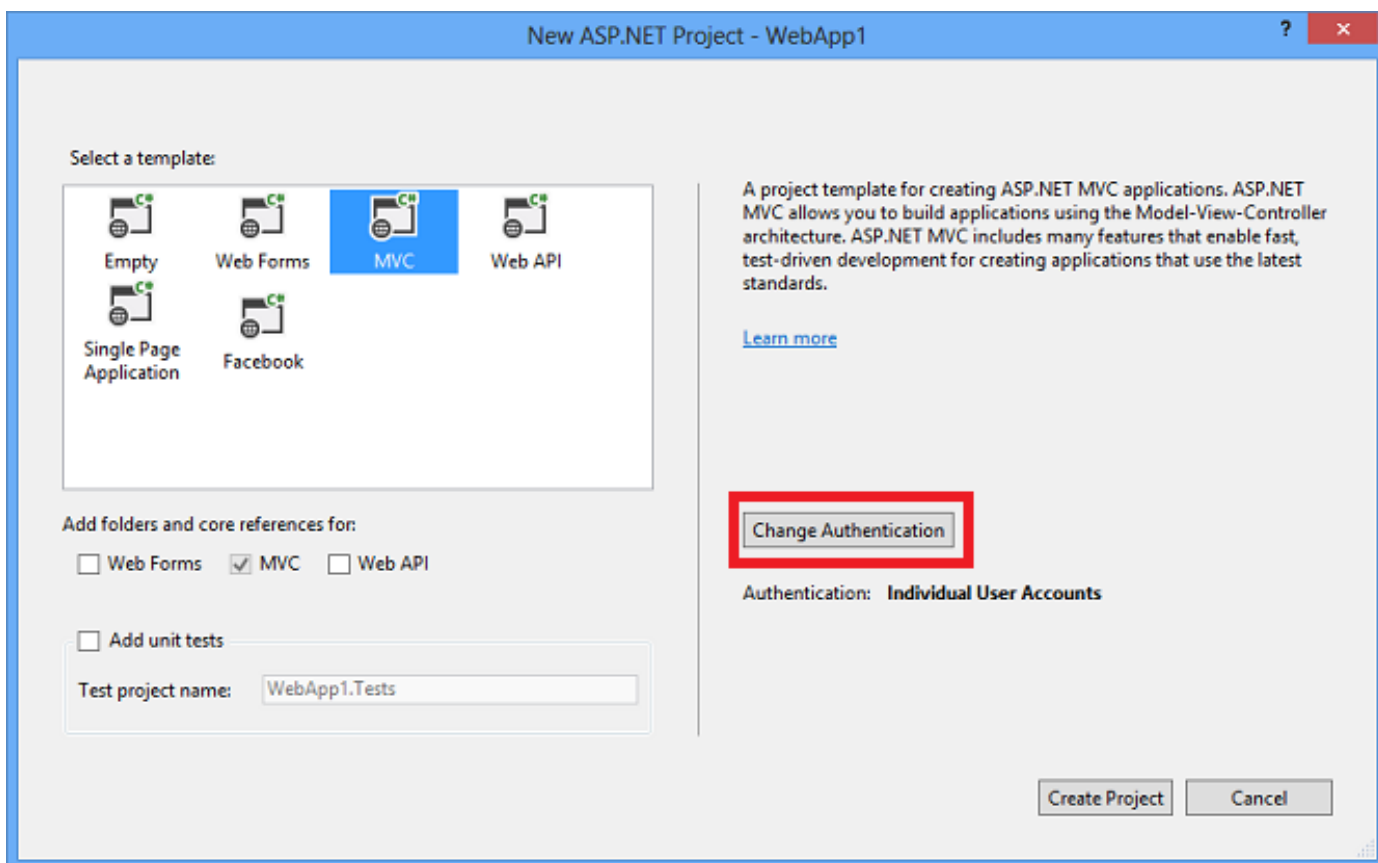 New ASP.NET Project - WebApp1
?
Select a template:
C# C# C# C#
Empty Web Forms MVC Web API
C# C#
Single Page
Application
Facebook
A project template for creating ASP.NET MVC applications. ASP.NET
MVC allows you to build applications using the Model-View-Controller
architecture. ASP.NET MVC includes many features that enable fast,
test-driven development for creating applications that use the latest
standards.
Learn more
Add folders and core references for:
Web Forms MVC Web API
Add unit tests
Test project name: WebApp1.Tests
Change Authentication
Authentication: Individual User Accounts
Create Project Cancel